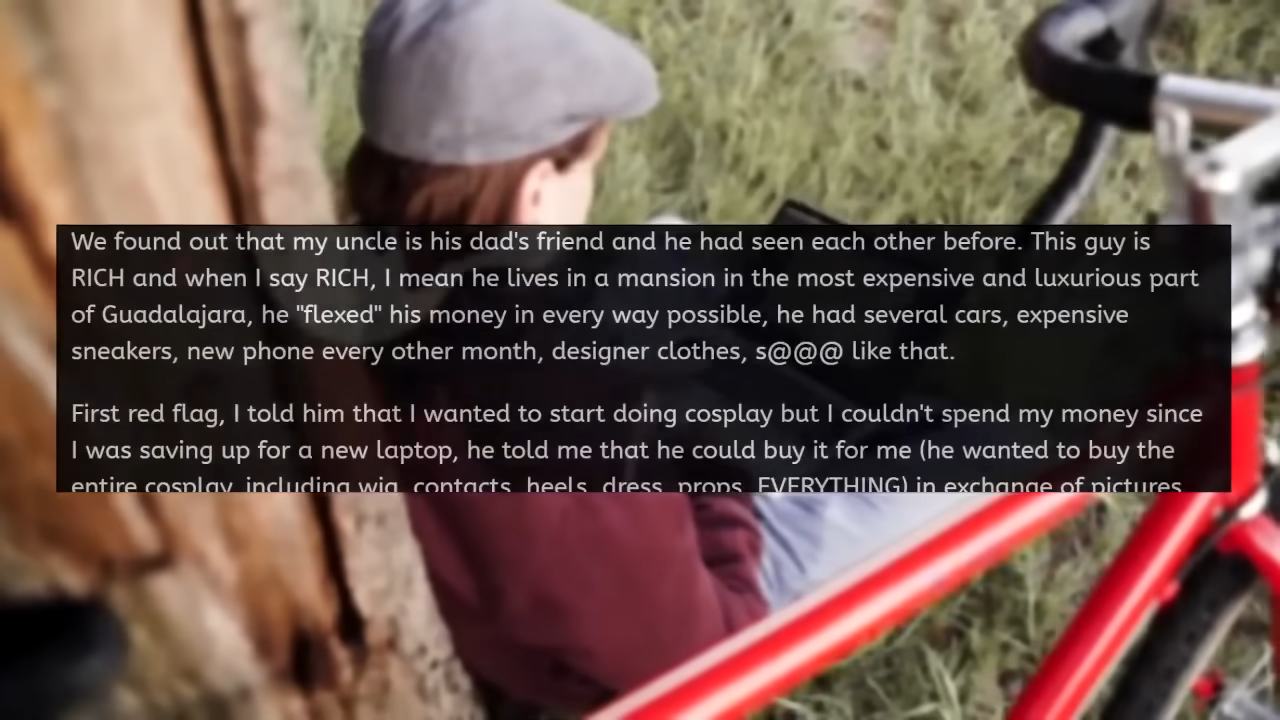 We found out that my uncle is his dad's friend and he had seen each other before. This guy is
RICH and when I say RICH, I mean he lives in a mansion in the most expensive and luxurious part
of Guadalajara, he "flexed" his money in every way possible, he had several cars, expensive
sneakers, new phone every other month, designer clothes, s@@@ like that.
First red flag, I told him that I wanted to start doing cosplay but I couldn't spend my money since
I was saving up for a new laptop, he told me that he could buy it for me (he wanted to buy the
entire cosplay, including wig, contacts, heels, dress, props, EVERYTHING) in exchange of pictures